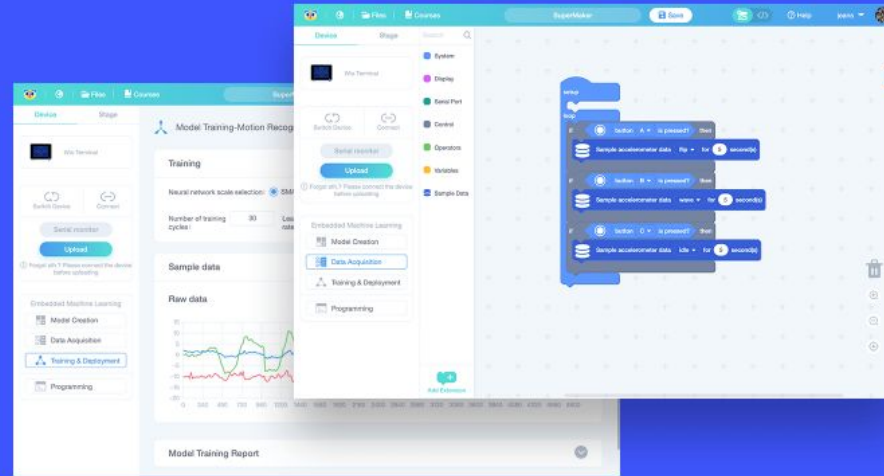 Files
Courses
SuperMaker
Save
Help
jeans
Device
Stage
Search
Wio Terminal
Switch Device
Connect
Serial monitor
Upload
Forgot sth.? Please connect the device
before uploading
Embedded Machine Learning
Model Creation
Data Acquisition
Training & Deployment
Programming
System
Display
Serial Port
Control
Operators
Variables
Sample Data
Add Extension
setup
loop
if button A is pressed? then
Sample accelerometer data flip for 5 second(s)
if button B is pressed? then
Sample accelerometer data wave for 5 second(s)
if button C is pressed? then
Sample accelerometer data idle for 5 second(s)
Files
Courses
Device
Stage
Wio Terminal
Switch Device
Connect
Serial monitor
Upload
Forgot sth.? Please connect the device
before uploading
Embedded Machine Learning
Model Creation
Data Acquisition
Training & Deployment
Programming
Model Training-Motion Recog
Training
Neural network scale selection:
Number of training
cycles:
Sample data
Raw data
Model Training Report